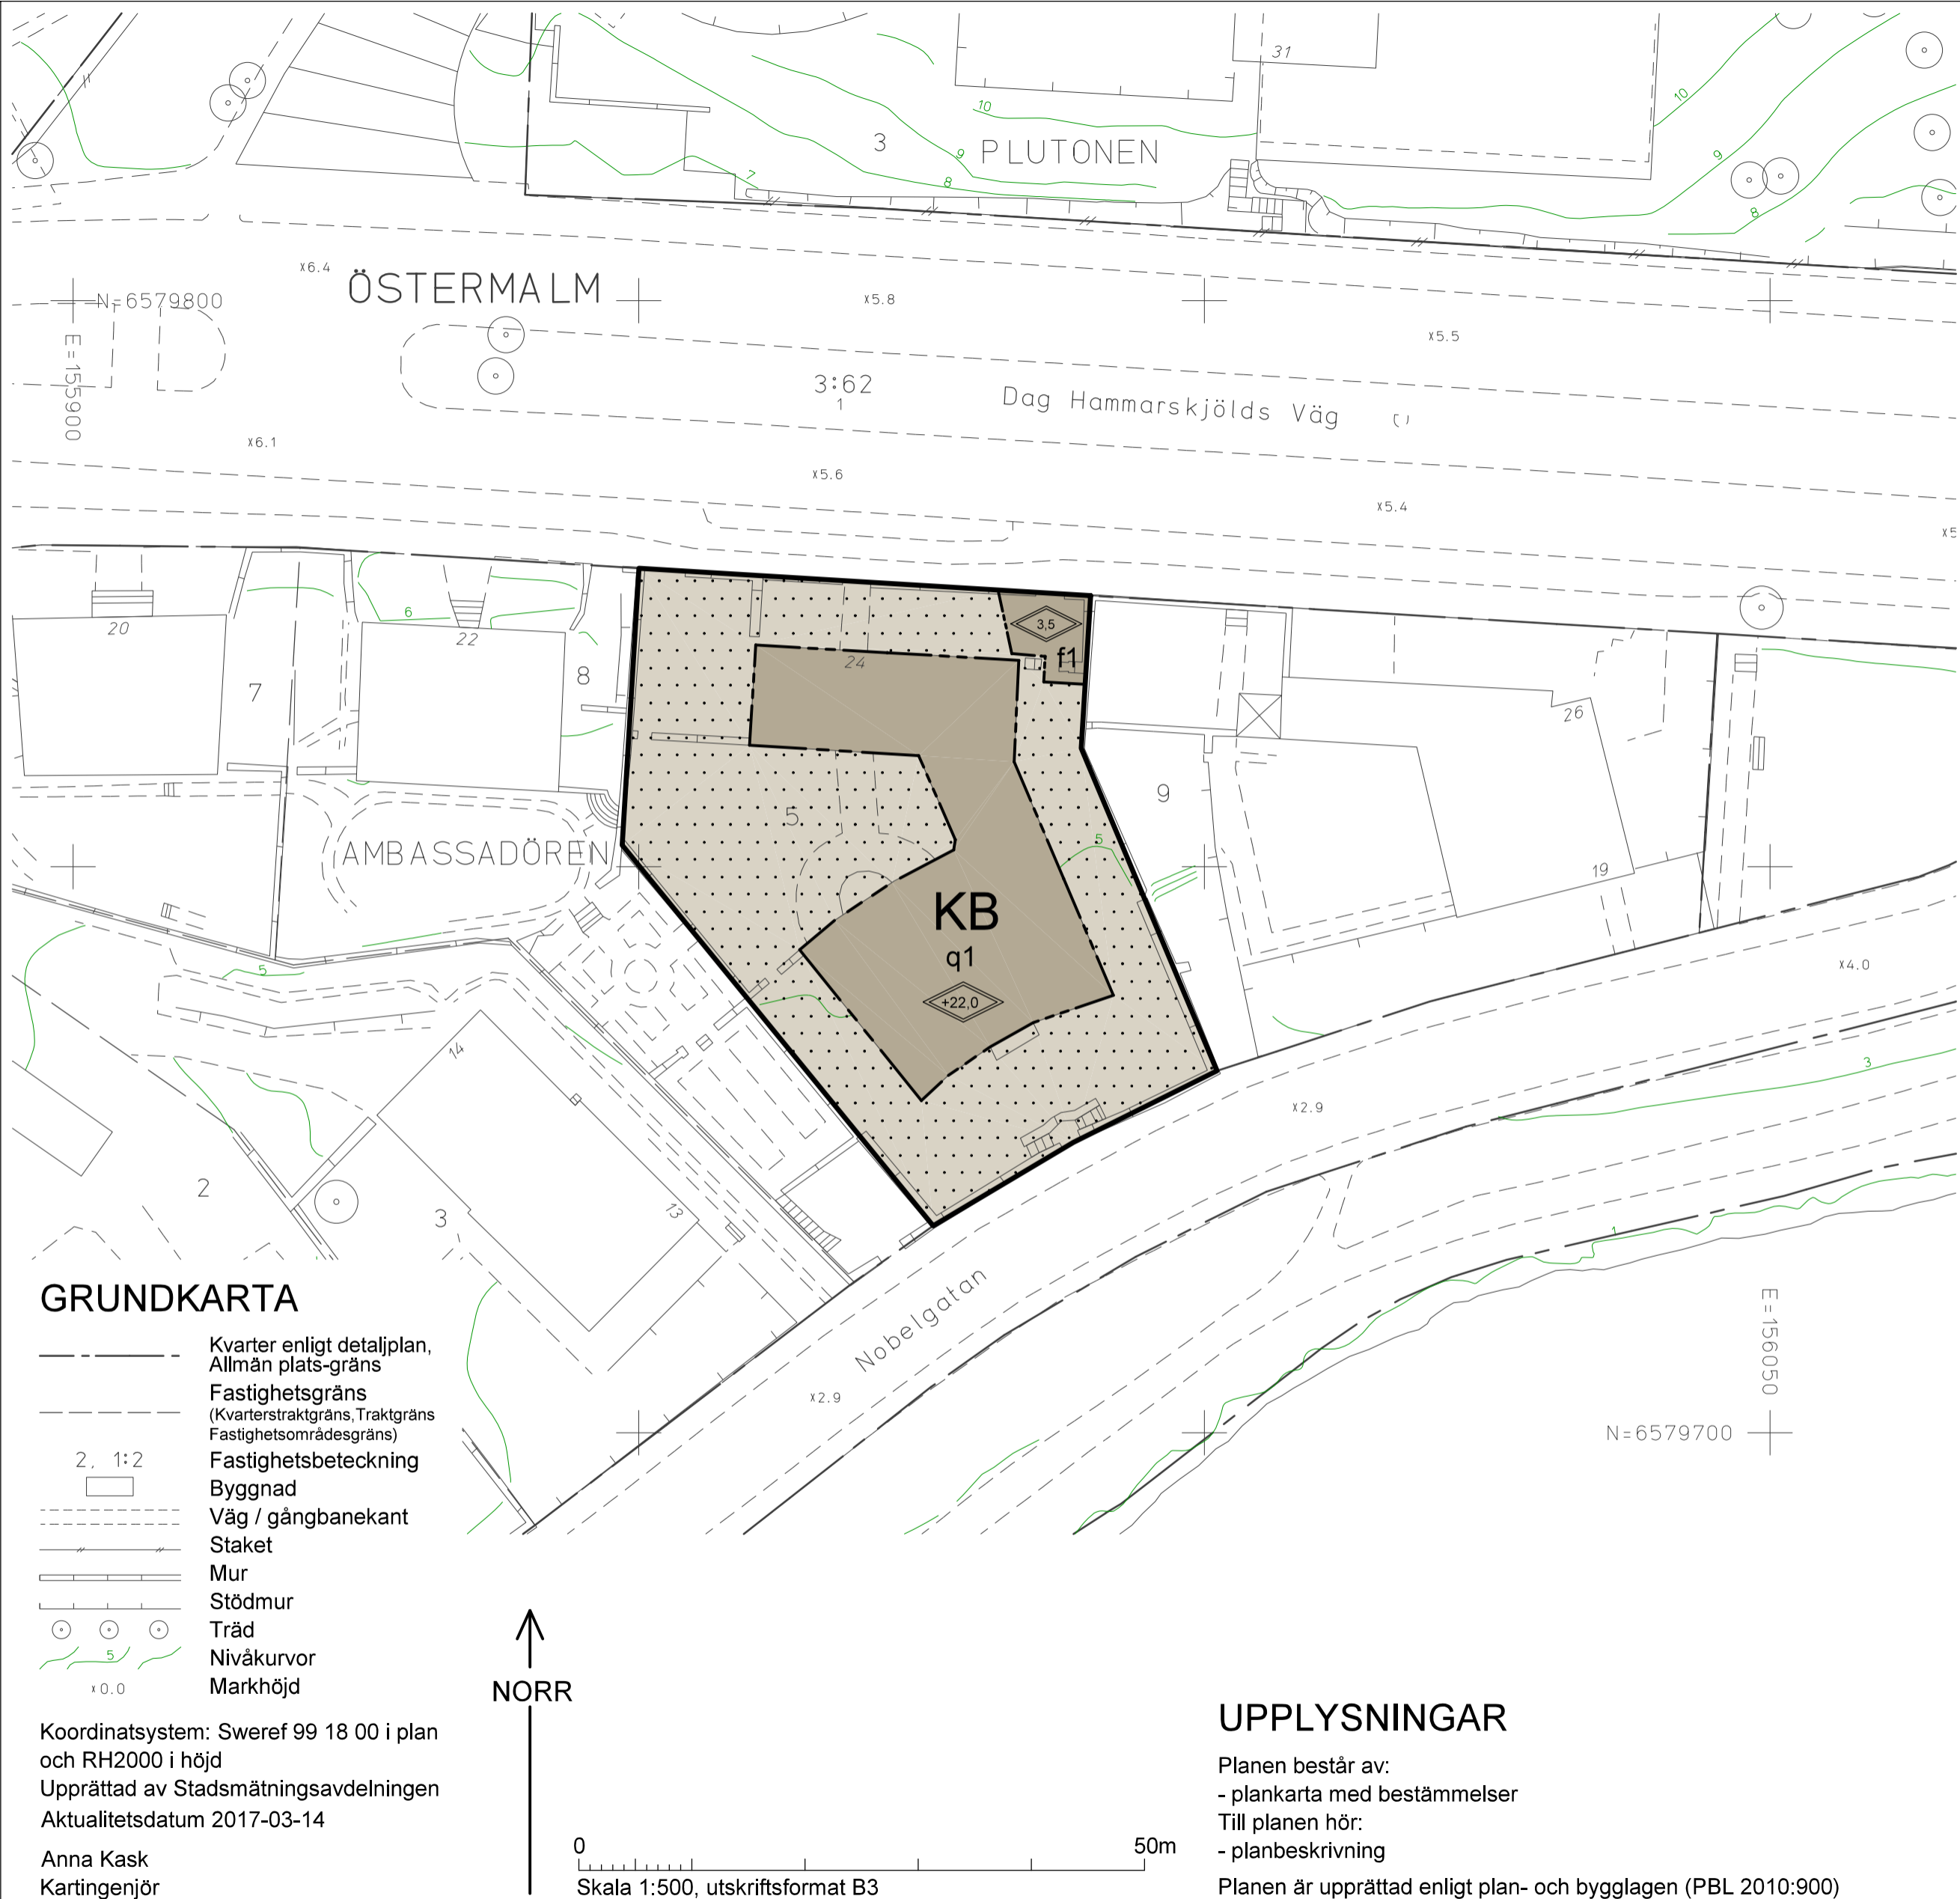 31
10
10
3
PLUTONEN
9
9
7
8
8
x6.4
ÖSTERMALM
x5.8
N=6579800
x5.5
E=155900
3:62
1
Dag Hammarskjölds Väg
x6.1
x5.6
x5.4
20
6
22
3,5
f1
24
8
7
26
5
9
5
AMBASSADÖREN
19
KB
q1
5
x4.0
+22,0
14
3
x2.9
2
3
13
1
Nobelgatan
E=156050
x2.9
N=6579700
GRUNDKARTA
Kvarter enligt detaljplan,
Allmän plats-gräns
Fastighetsgräns
(Kvarterstraktgräns,Traktgräns
Fastighetsområdesgräns)
2, 1:2 Fastighetsbeteckning
Byggnad
Väg / gångbanekant
Staket
Mur
Stödmur
Träd
5 Nivåkurvor
x0.0 Markhöjd
Koordinatsystem: Sweref 99 18 00 i plan
och RH2000 i höjd
Upprättad av Stadsmätningsavdelningen
Aktualitetsdatum 2017-03-14
Anna Kask
Kartingenjör
NORR
0 50m
Skala 1:500, utskriftsformat B3
UPPLYSNINGAR
Planen består av:
- plankarta med bestämmelser
Till planen hör:
- planbeskrivning
Planen är upprättad enligt plan- och bygglagen (PBL 2010:900)